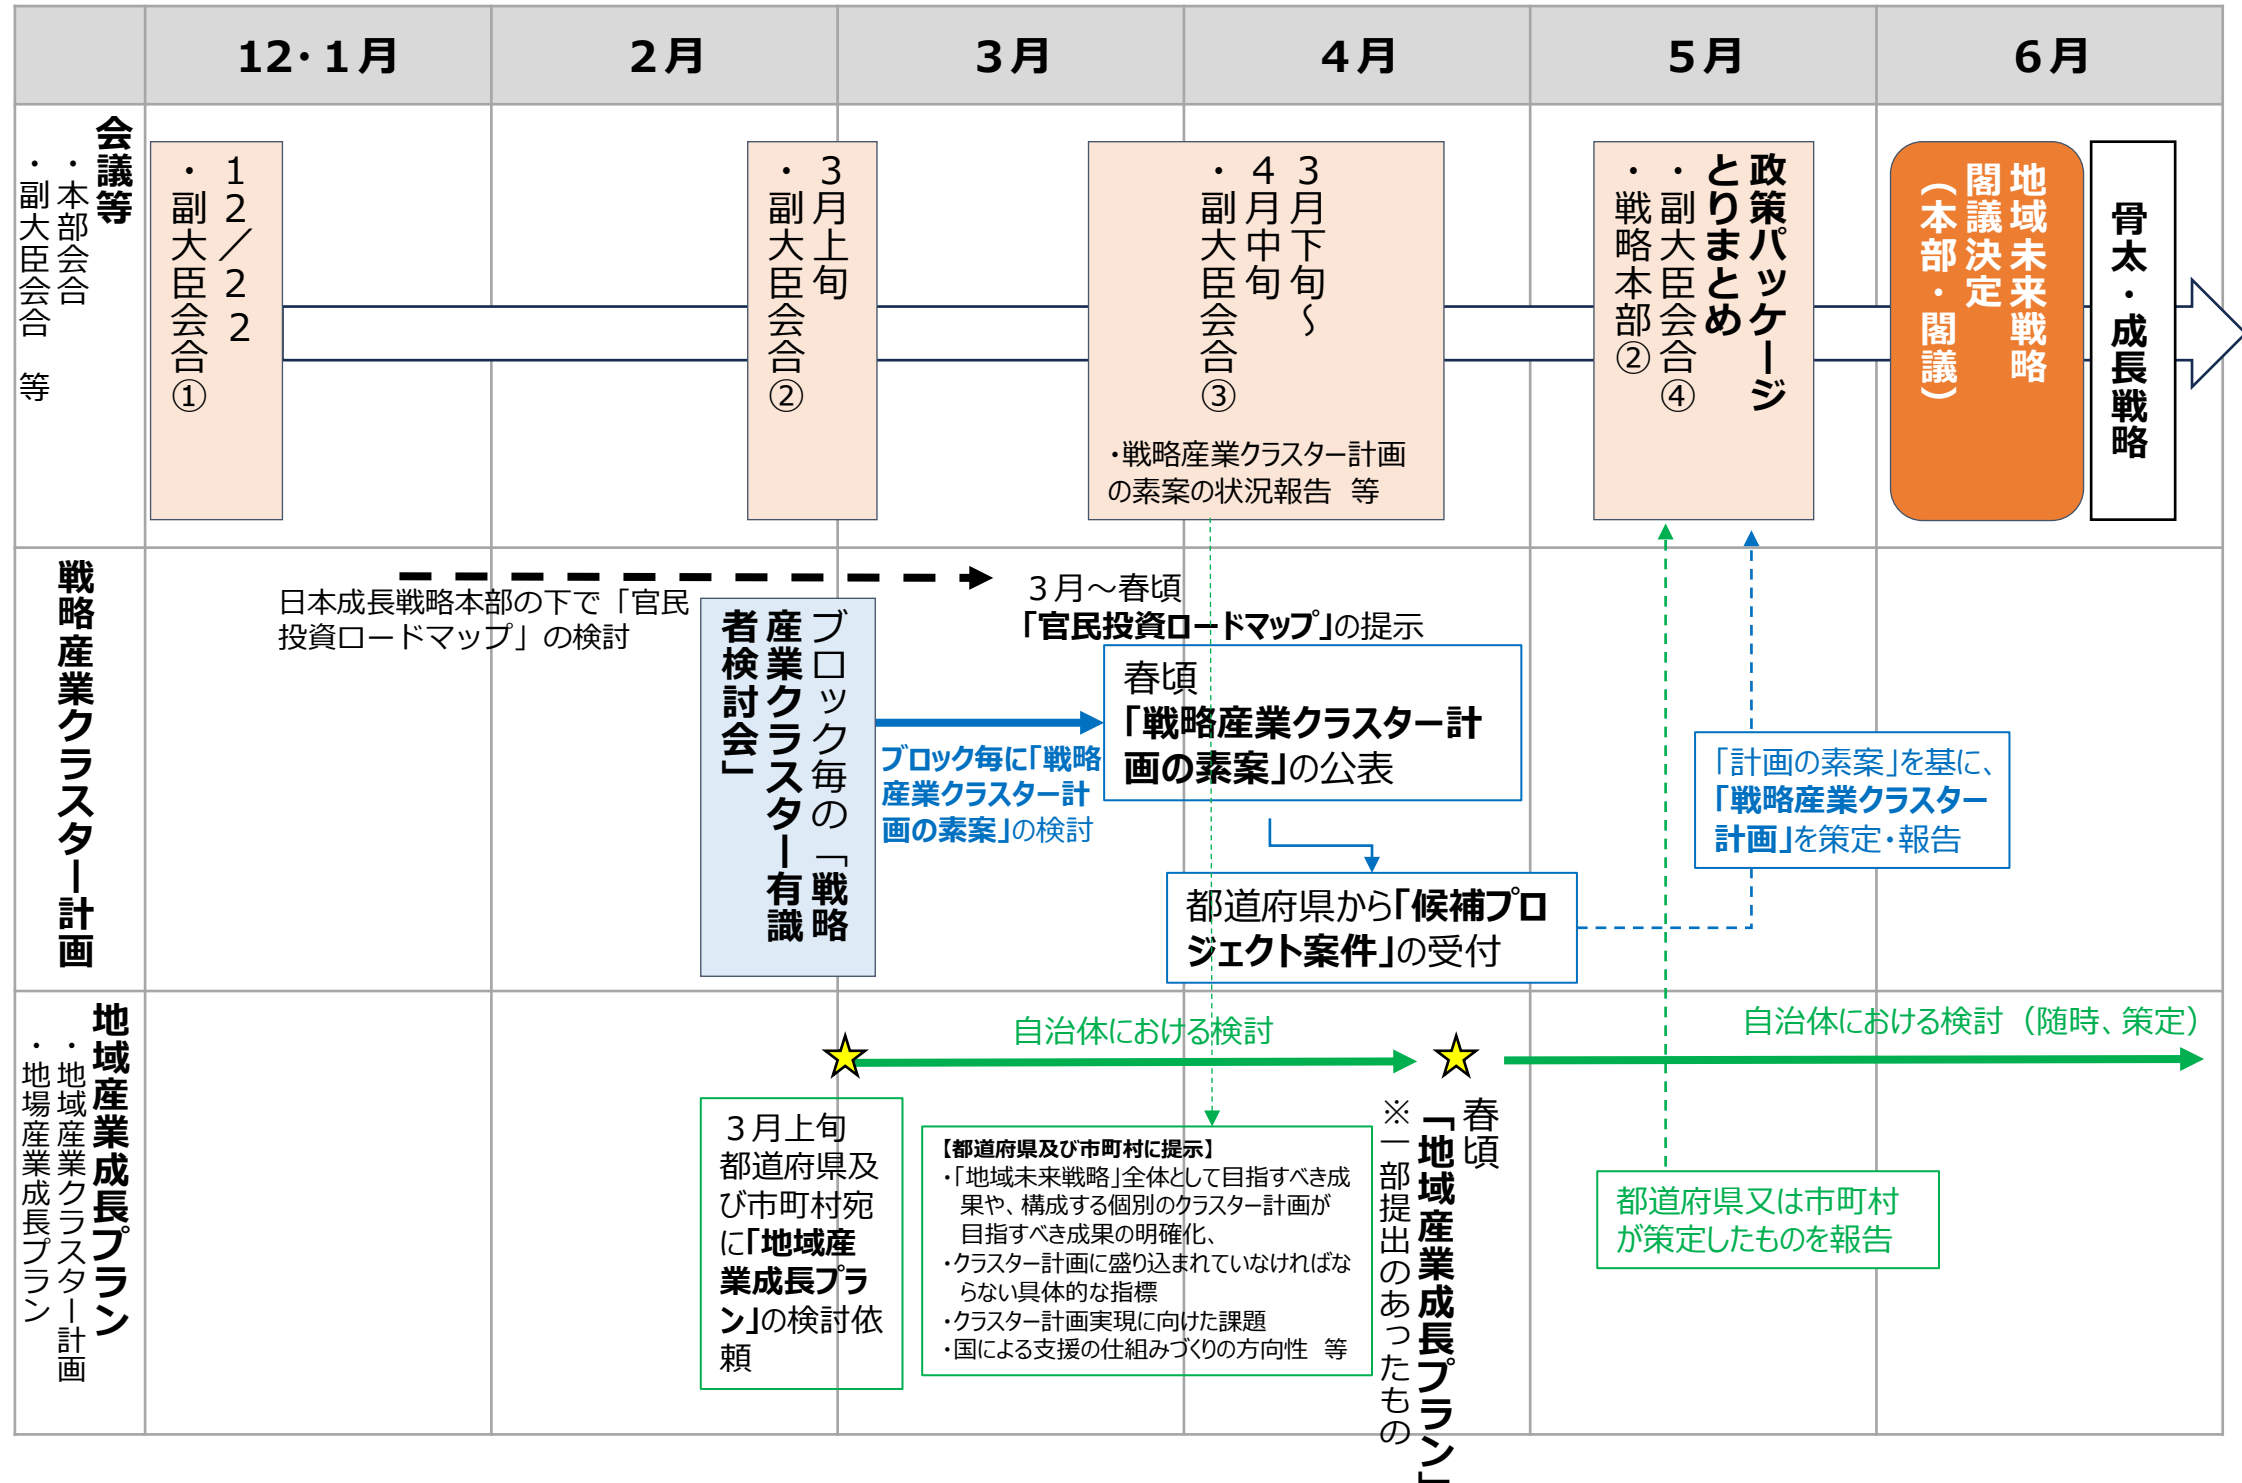 12・１月
２月
３月
４月
５月
６月
会議等
・本部会合
・副大臣会合　等
１２／２２
・副大臣会合①
３月上旬
・副大臣会合②
３月下旬～
４月中旬
・副大臣会合③
・戦略産業クラスター計画
の素案の状況報告　等
政策パッケージ
とりまとめ
・副大臣会合④
・戦略本部②
地域未来戦略
閣議決定
（本部・閣議）
骨太・成長戦略
戦略産業クラスター計画
日本成長戦略本部の下で「官民
投資ロードマップ」の検討
ブロック毎の「戦略
産業クラスター有識
者検討会」
３月～春頃
「官民投資ロードマップ」の提示
ブロック毎に「戦略
産業クラスター計
画の素案」の検討
春頃
「戦略産業クラスター計
画の素案」の公表
都道府県から「候補プロ
ジェクト案件」の受付
「計画の素案」を基に、
「戦略産業クラスター
計画」を策定・報告
地域産業成長プラン
・地域産業クラスター計画
・地場産業成長プラン
自治体における検討
自治体における検討（随時、策定）
３月上旬
都道府県及
び市町村宛
に「地域産
業成長プラ
ン」の検討依
頼
【都道府県及び市町村に提示】
・「地域未来戦略」全体として目指すべき成
果や、構成する個別のクラスター計画が
目指すべき成果の明確化、
・クラスター計画に盛り込まれていなければな
らない具体的な指標
・クラスター計画実現に向けた課題
・国による支援の仕組みづくりの方向性　等
春頃
「地域産業成長プラン」
※一部提出のあったもの
都道府県又は市町村
が策定したものを報告